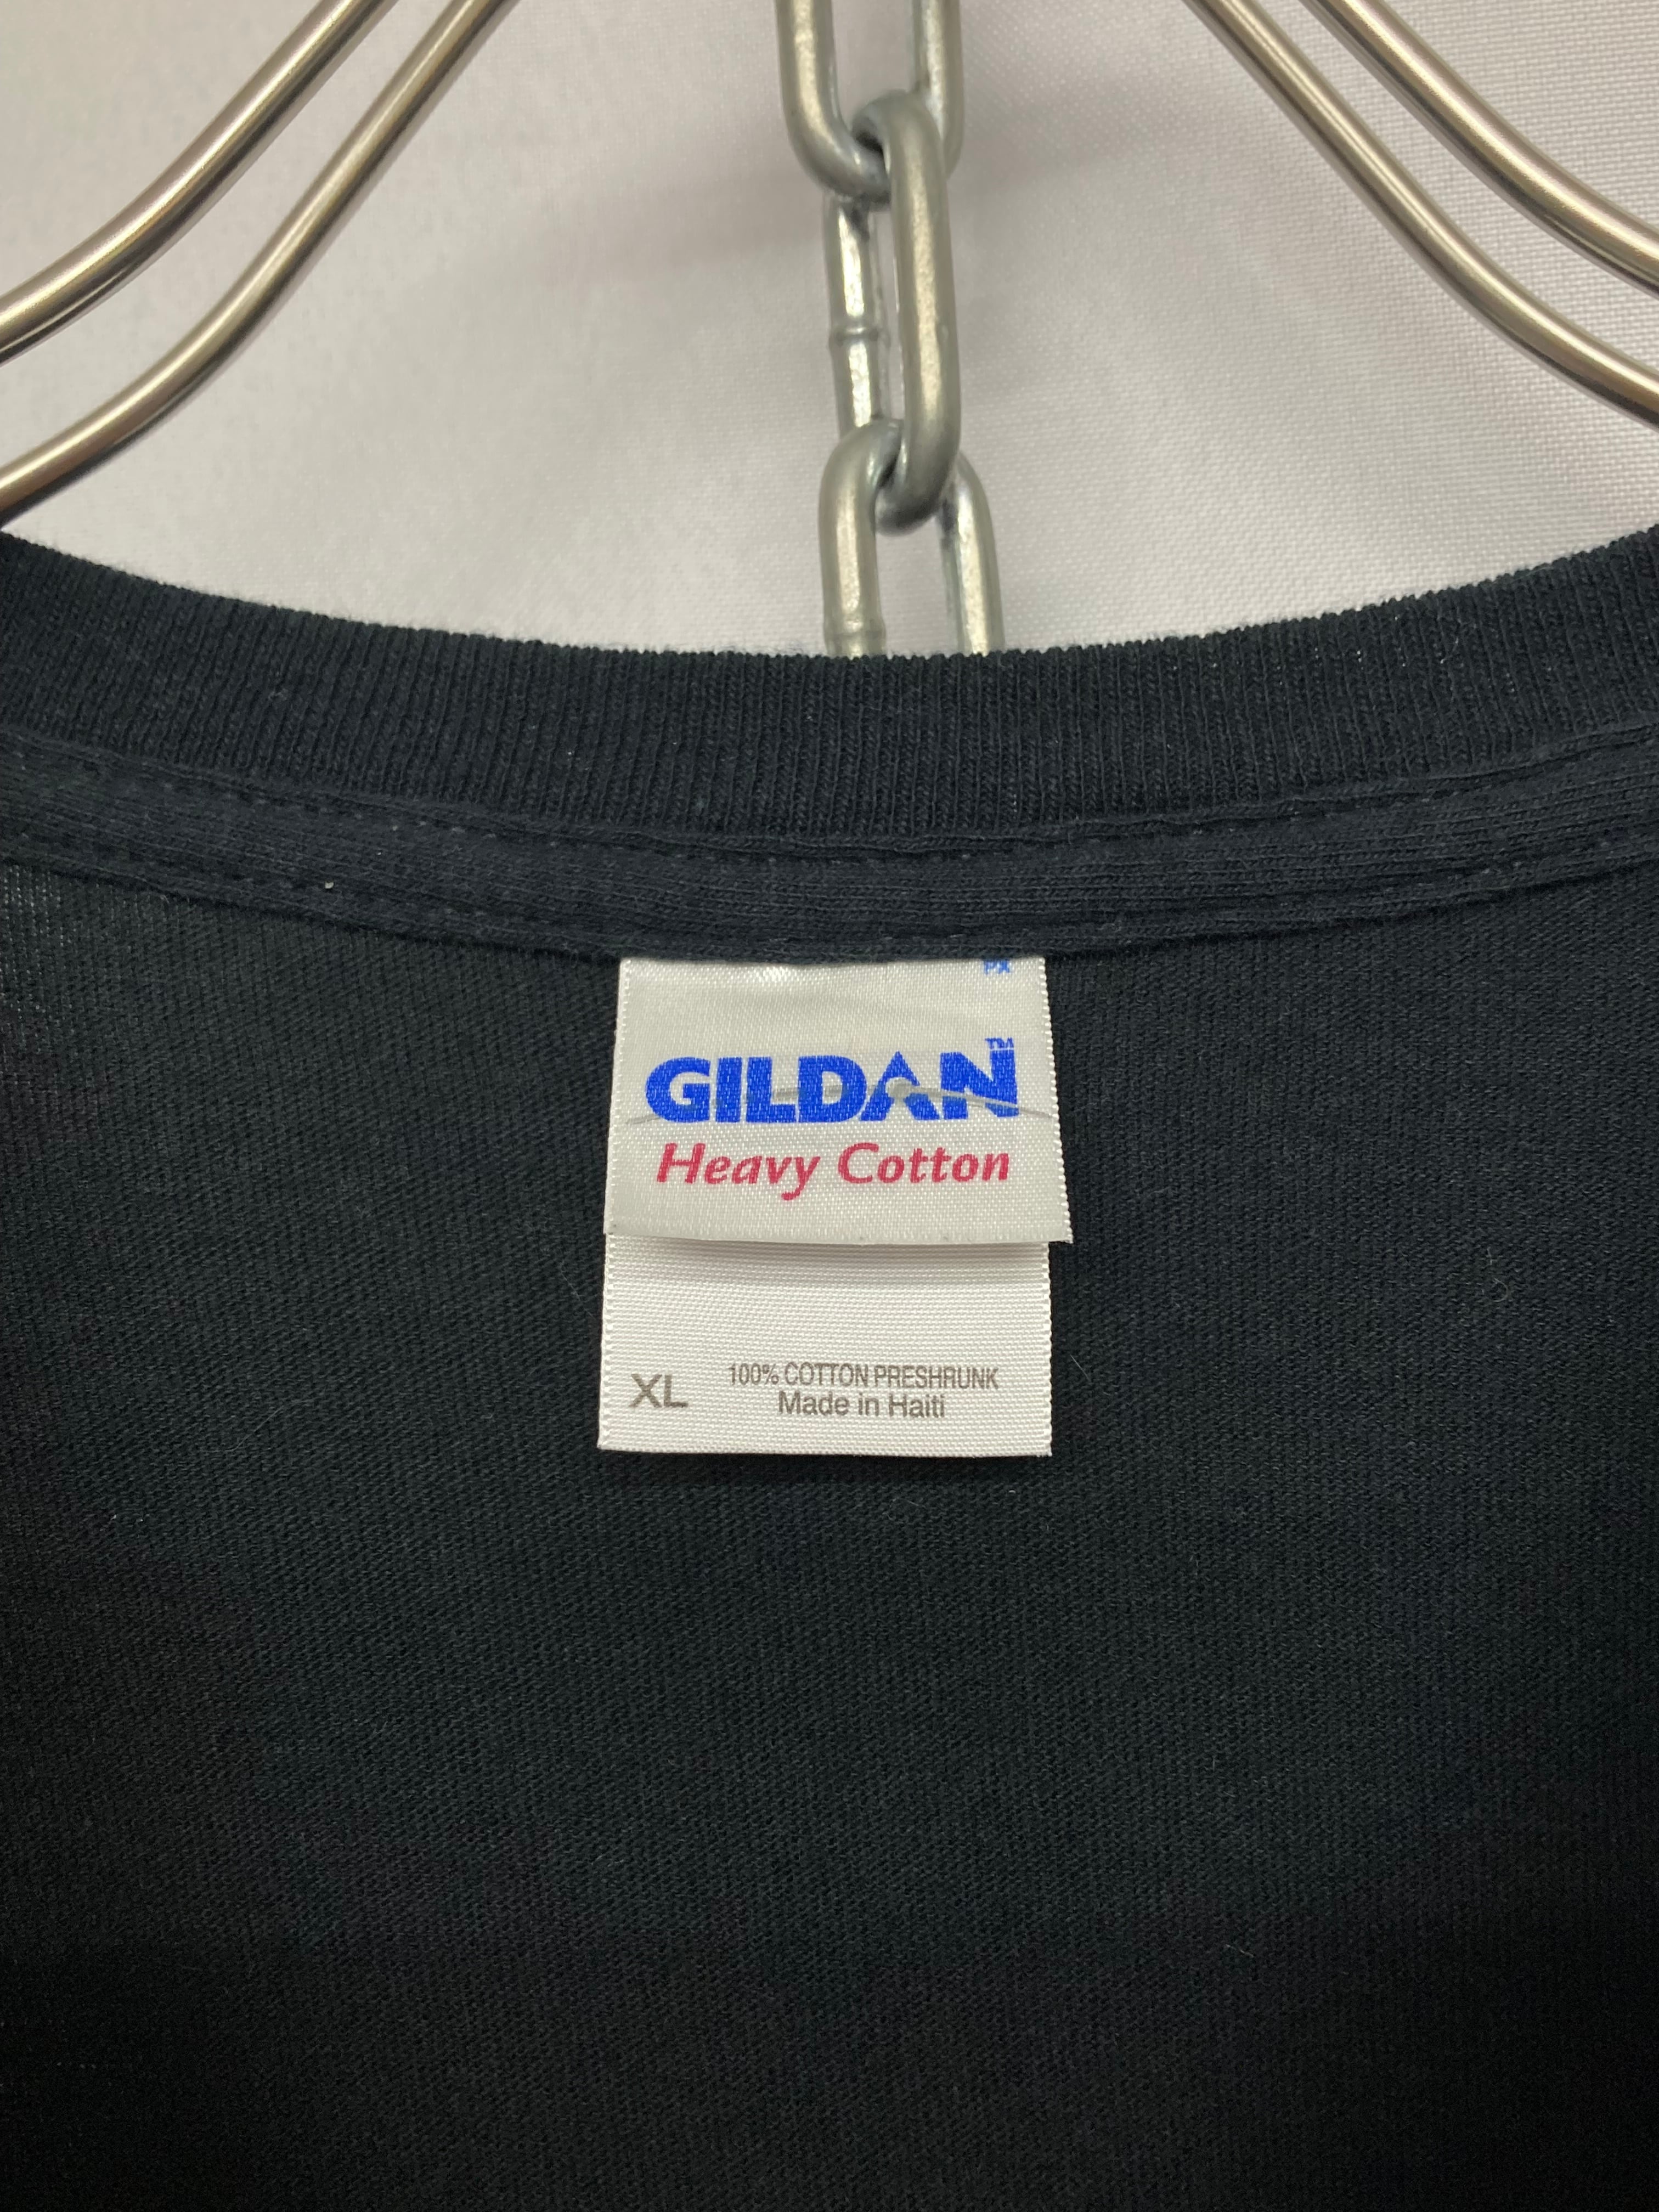 GILDAN™
Heavy Cotton
XL 100% COTTON PRESHRUNK
Made in Haiti